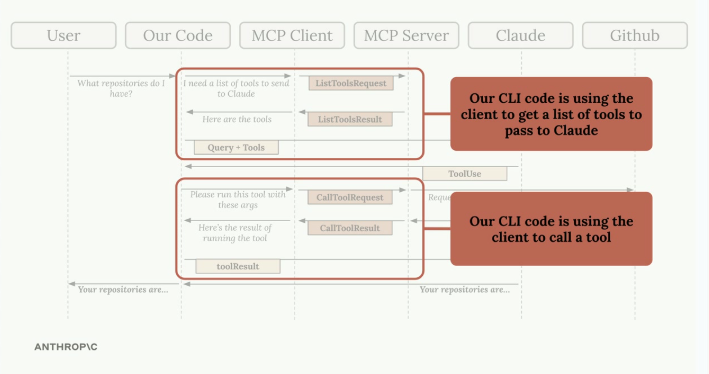 User
Our Code
MCP Client
MCP Server
Claude
Github
What repositories do I
have?
I need a list of tools to send
to Claude
ListToolsRequest
Here are the tools
ListToolsResult
Query + Tools
Our CLI code is using the
client to get a list of tools to
pass to Claude
ToolUse
Please run this tool with
these args
CallToolRequest
Here's the result of
running the tool
CallToolResult
toolResult
Our CLI code is using the
client to call a tool
Your repositories are...
Your repositories are...
ANTHROP\C